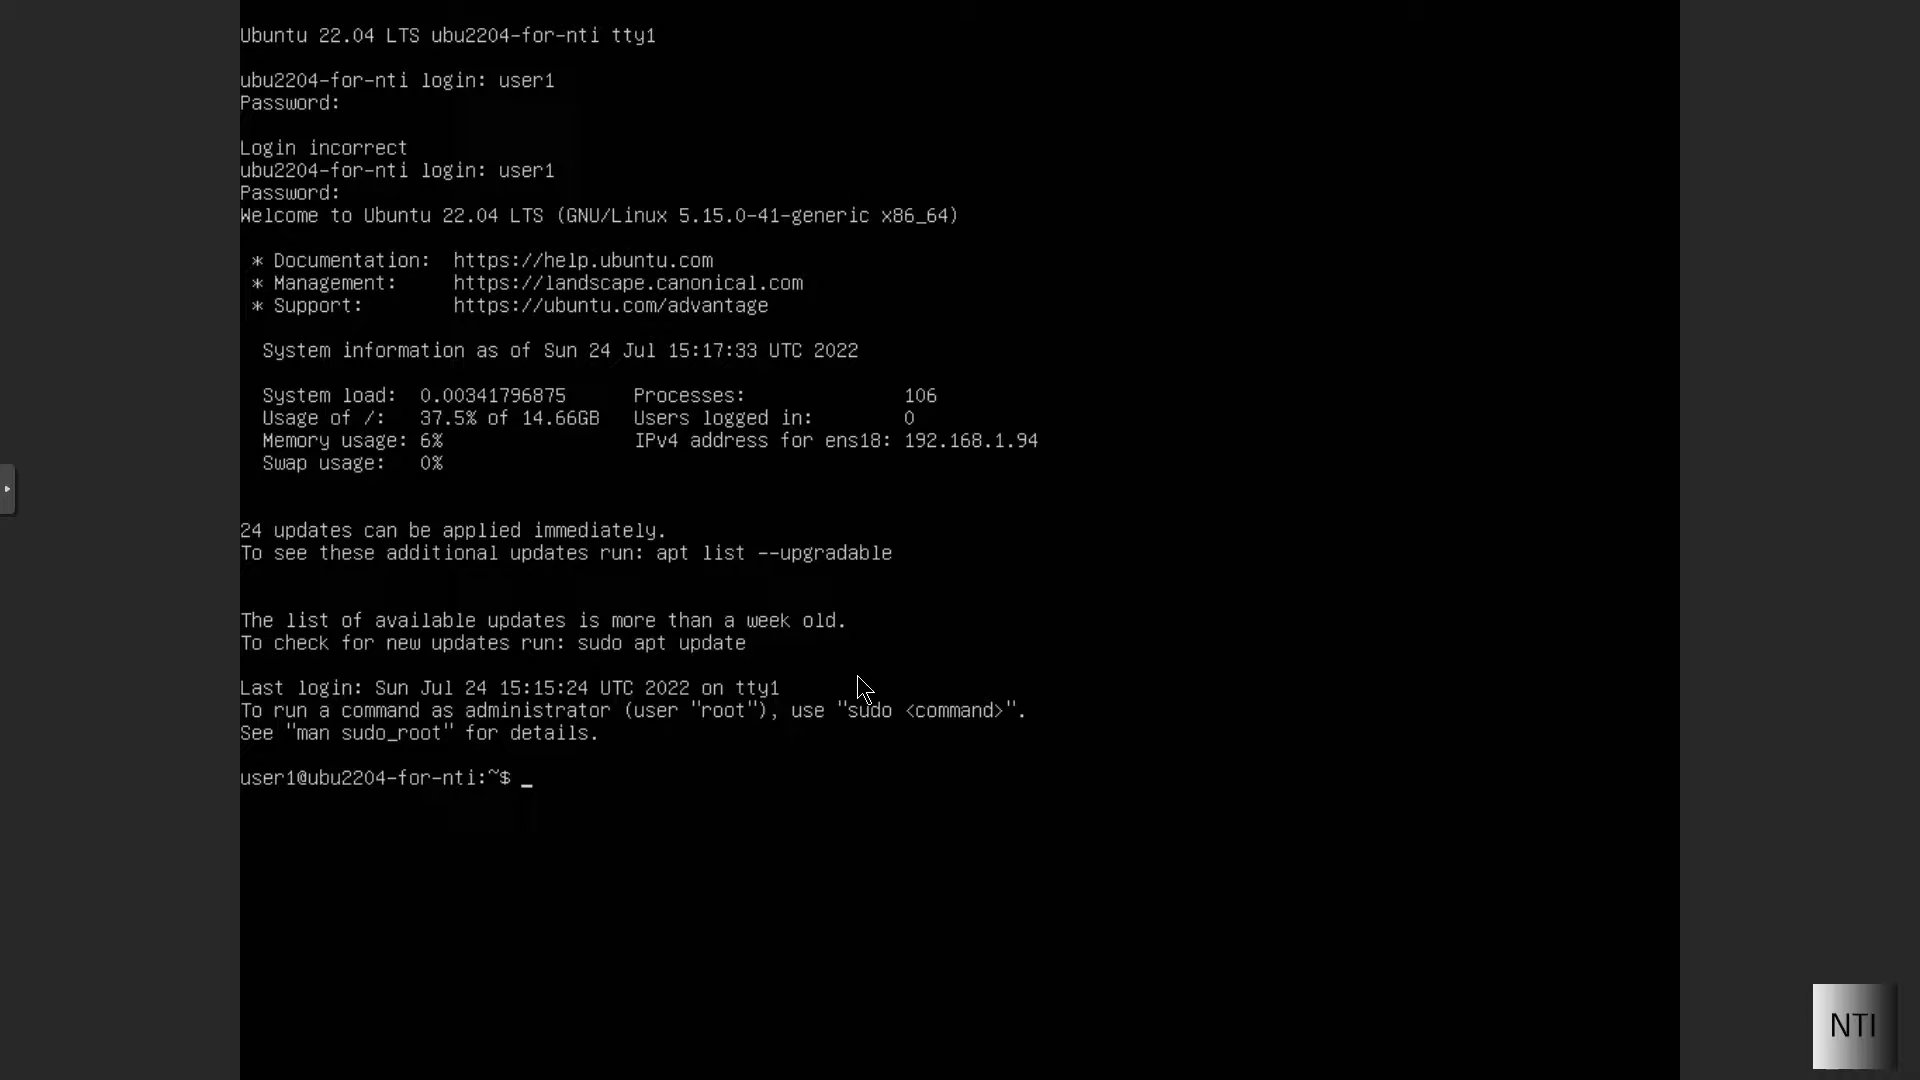 Ubuntu 22.04 LTS ubu2204-for-nti tty1
ubu2204-for-nti login: user1
Password:
Login incorrect
ubu2204-for-nti login: user1
Password:
Welcome to Ubuntu 22.04 LTS (GNU/Linux 5.15.0-41-generic x86_64)
* Documentation:  https://help.ubuntu.com
* Management:     https://landscape.canonical.com
* Support:        https://ubuntu.com/advantage
System information as of Sun 24 Jul 15:17:33 UTC 2022
System load:  0.00341796875      Processes:              106
Usage of /:   37.5% of 14.66GB   Users logged in:        0
Memory usage: 6%                 IPv4 address for ens18: 192.168.1.94
Swap usage:   0%
24 updates can be applied immediately.
To see these additional updates run: apt list --upgradable
The list of available updates is more than a week old.
To check for new updates run: sudo apt update
Last login: Sun Jul 24 15:15:24 UTC 2022 on tty1
To run a command as administrator (user "root"), use "sudo <command>".
See "man sudo_root" for details.
user1@ubu2204-for-nti:~$ _
NTI